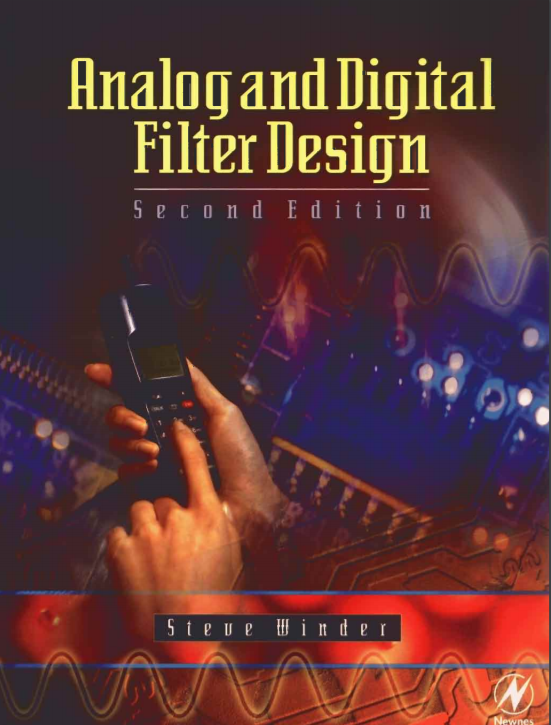 Analog and Digital
Filter Design
Second Edition
Steve Winder
Newnes